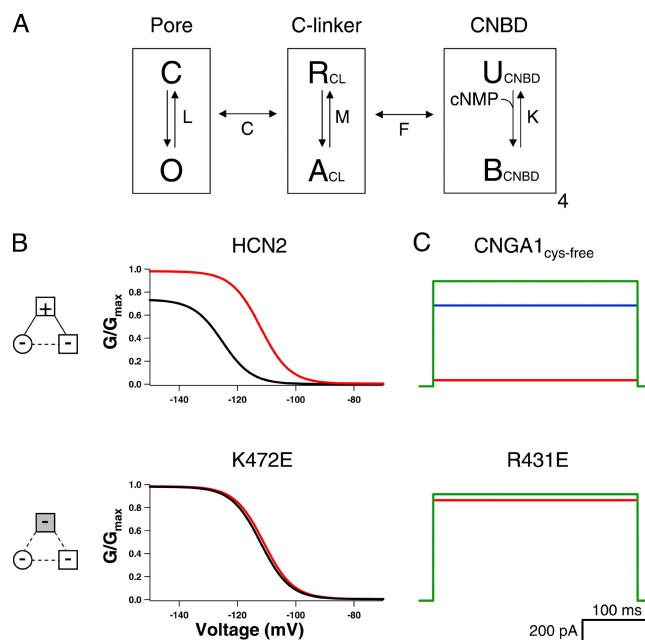 A
Pore
C-linker
CNBD
C
L
O
C
RCL
M
ACL
F
UCNBD
cNMP
K
BCNBD
4
B
HCN2
C
CNGA1cys-free
+
-
-
G/Gmax
1.0
0.8
0.6
0.4
0.2
0.0
-140
-120
-100
-80
K472E
R431E
-
-
-
G/Gmax
1.0
0.8
0.6
0.4
0.2
0.0
-140
-120
-100
-80
Voltage (mV)
100 ms
200 pA